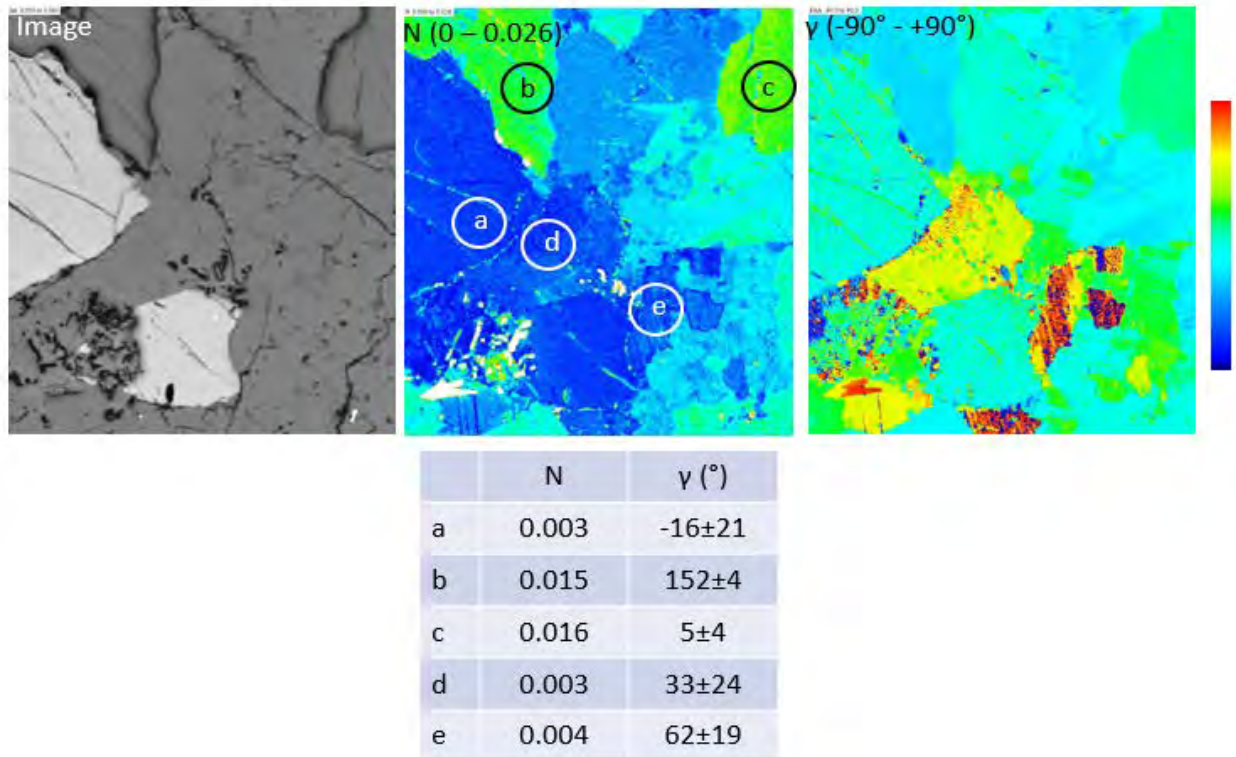 Image
N (0 – 0.026)
γ (-90° - +90°)
b
c
a
d
e
N γ (°)
a 0.003 -16±21
b 0.015 152±4
c 0.016 5±4
d 0.003 33±24
e 0.004 62±19